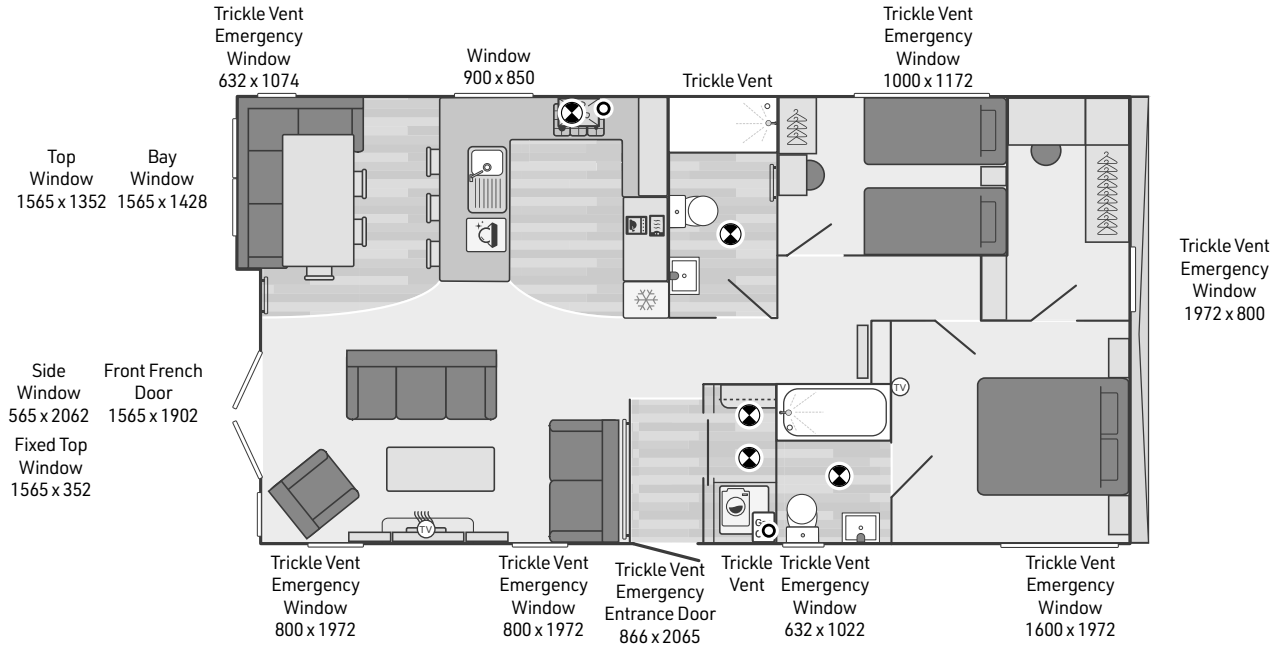 Trickle Vent
Emergency
Window
632 x 1074
Window
900 x 850
Trickle Vent
Trickle Vent
Emergency
Window
1000 x 1172
Top
Window
1565 x 1352
Bay
Window
1565 x 1428
Trickle Vent
Emergency
Window
1972 x 800
Side
Window
565 x 2062
Front French
Door
1565 x 1902
Fixed Top
Window
1565 x 352
TV
TV
Trickle Vent
Emergency
Window
800 x 1972
Trickle Vent
Emergency
Window
800 x 1972
Trickle Vent
Emergency
Entrance Door
866 x 2065
Trickle
Vent
Trickle Vent
Emergency
Window
632 x 1022
Trickle Vent
Emergency
Window
1600 x 1972